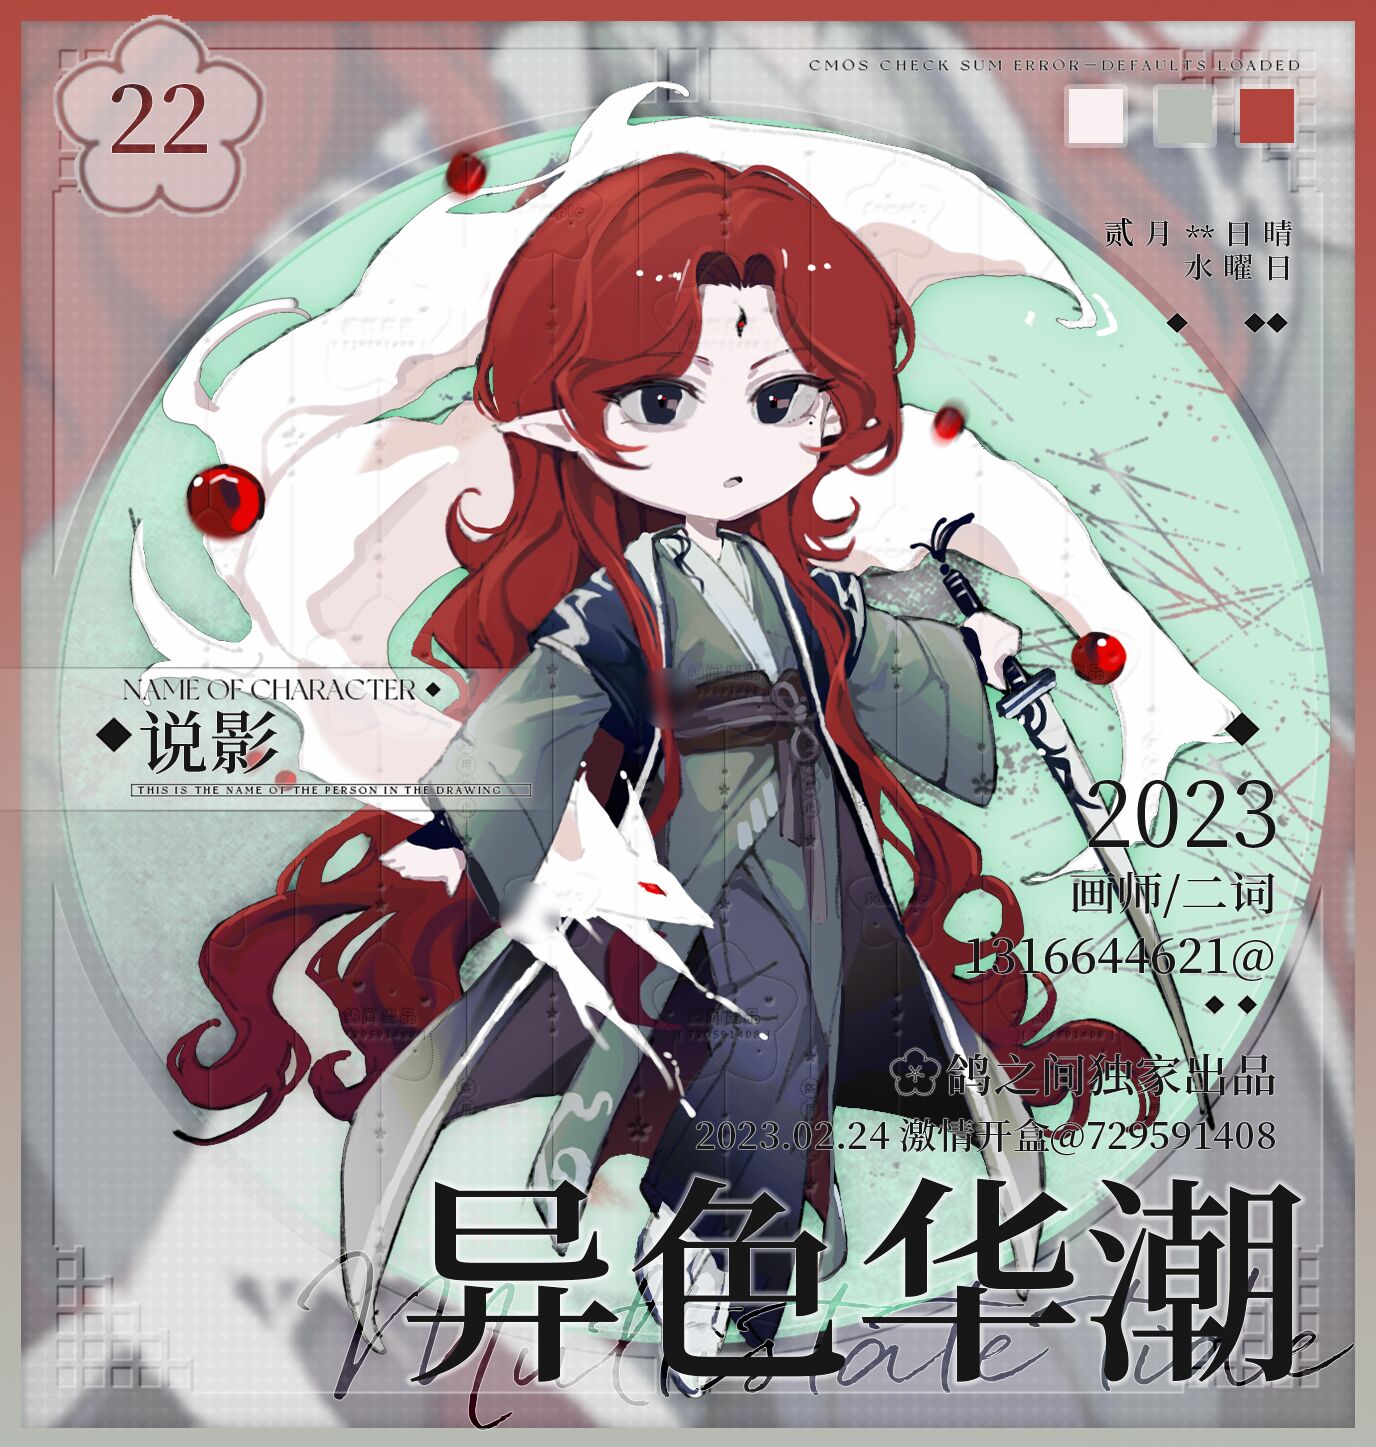 22
CMOS CHECK SUM ERROR—DEFAULTS LOADED
贰月**日晴
水曜日
NAME OF CHARACTER
说影
THIS IS THE NAME OF THE PERSON IN THE DRAWING
2023
画师/二词
1316644621@
鸽之间独家出品
2023.02.24 激情开盒@729591408
异色华潮
Multistate tide